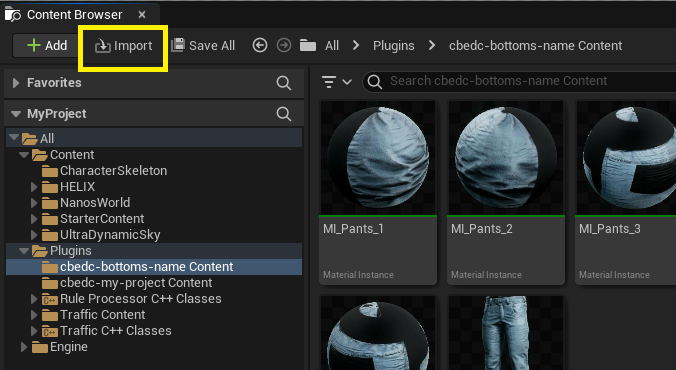 Content Browser
Add
Import
Save All
All
Plugins
cbedc-bottoms-name Content
Favorites
Search cbedc-bottoms-name Content
MyProject
All
Content
CharacterSkeleton
HELIX
NanosWorld
StarterContent
UltraDynamicSky
Plugins
cbedc-bottoms-name Content
cbedc-my-project Content
Rule Processor C++ Classes
Traffic Content
Traffic C++ Classes
Engine
MI_Pants_1
Material Instance
MI_Pants_2
Material Instance
MI_Pants_3
Material Instance